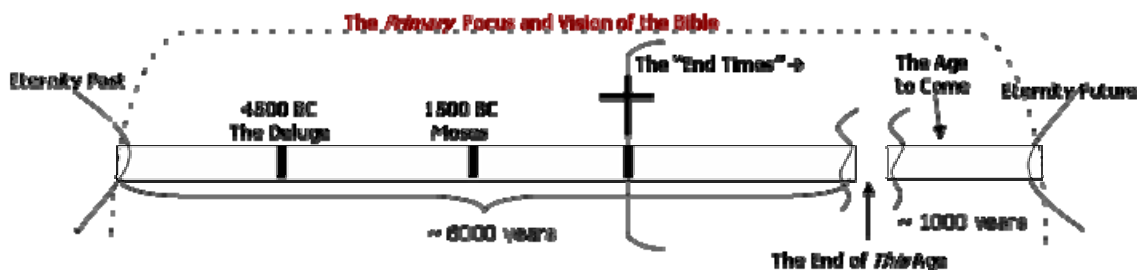 The Primary Focus and Vision of the Bible
The "End Times" →
The Age
to Come
Eternity Past
Eternity Future
4500 BC
The Deluge
1500 BC
Moses
~ 6000 years
~ 1000 years
The End of This Age